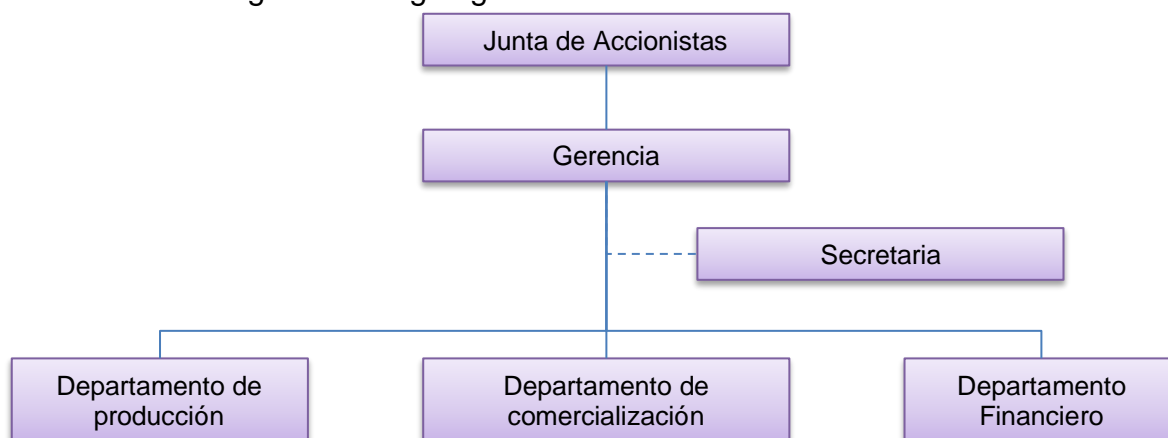 Junta de Accionistas
Gerencia
Secretaria
Departamento de
producción
Departamento de
comercialización
Departamento
Financiero